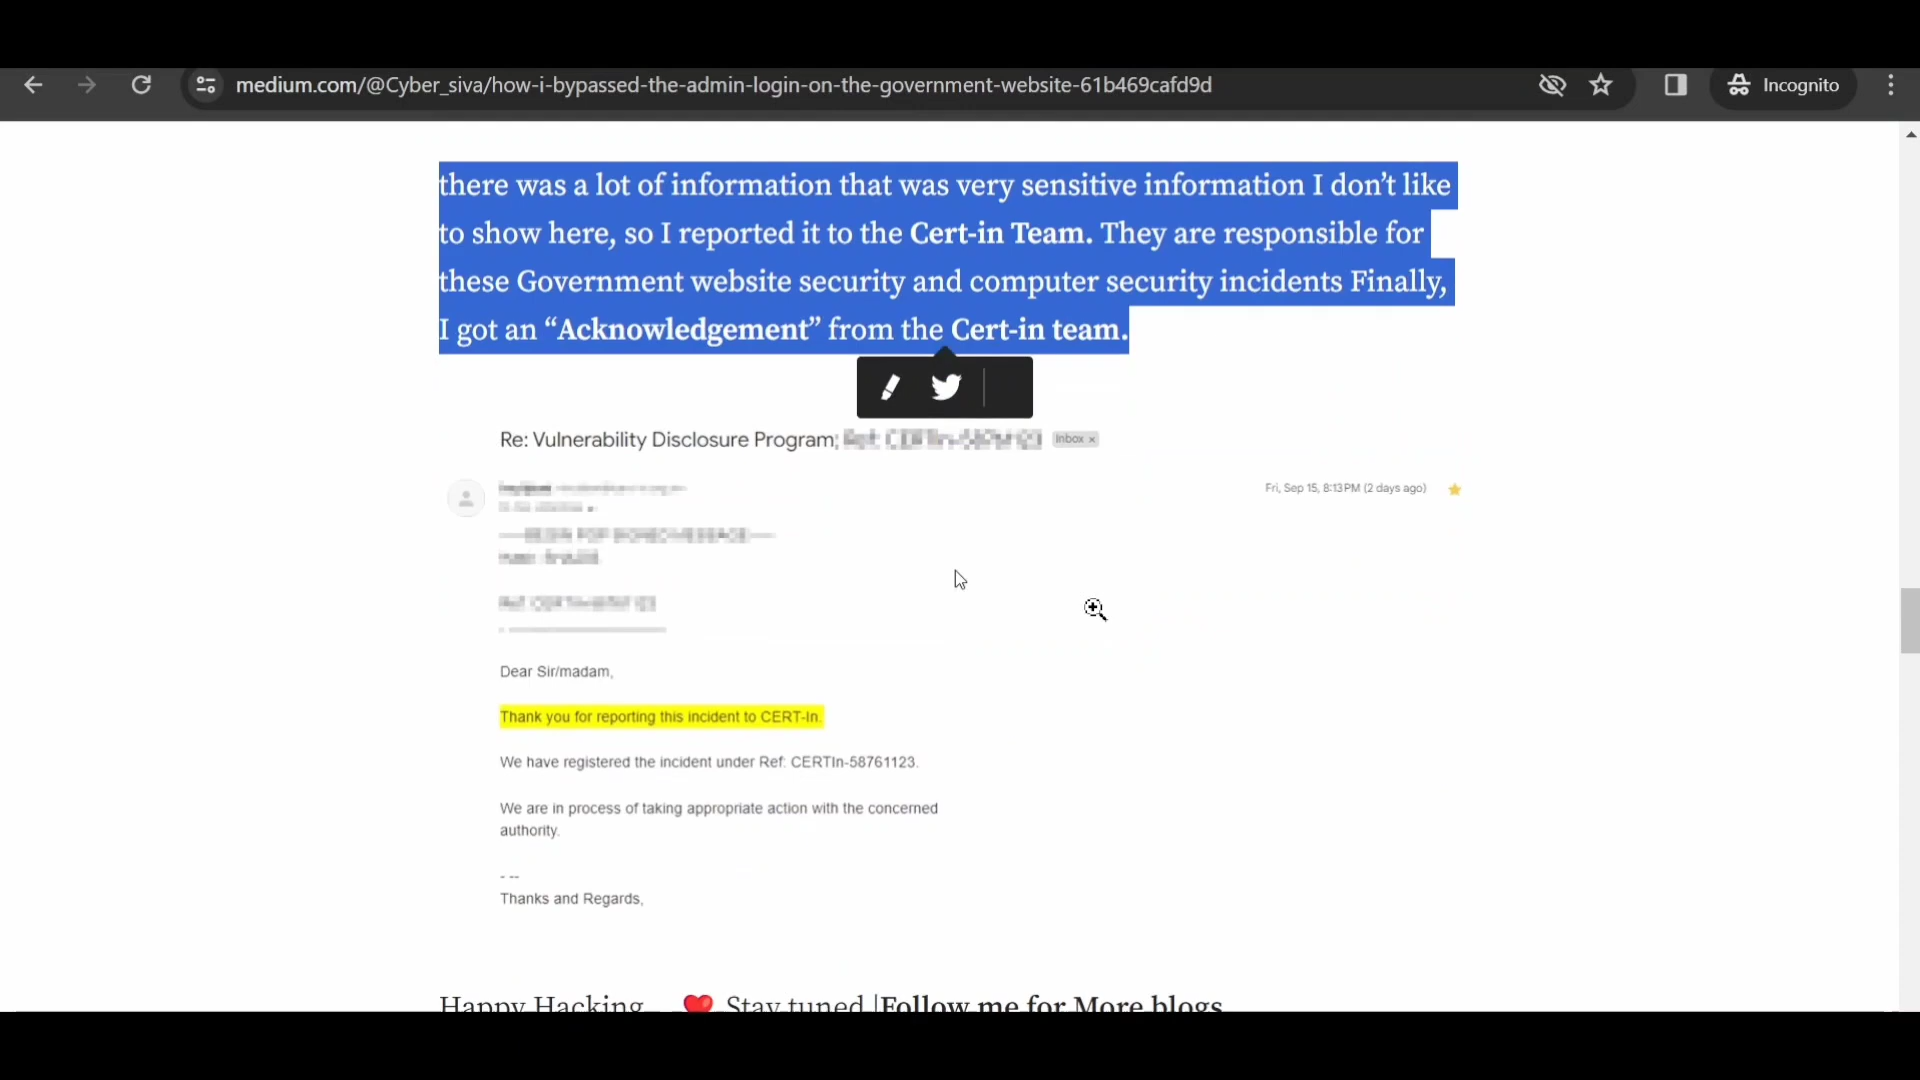 medium.com/@Cyber_siva/how-i-bypassed-the-admin-login-on-the-government-website-61b469cafd9d
Incognito
there was a lot of information that was very sensitive information I don’t like
to show here, so I reported it to the Cert-in Team. They are responsible for
these Government website security and computer security incidents Finally,
I got an “Acknowledgement” from the Cert-in team.
Re: Vulnerability Disclosure Program; Inbox ×
Fri, Sep 15, 8:13PM (2 days ago)
Dear Sir/madam,
Thank you for reporting this incident to CERT-In.
We have registered the incident under Ref: CERTIn-58761123.
We are in process of taking appropriate action with the concerned
authority.
- --
Thanks and Regards,
Happy Hacking Stay tuned |Follow me for More blogs